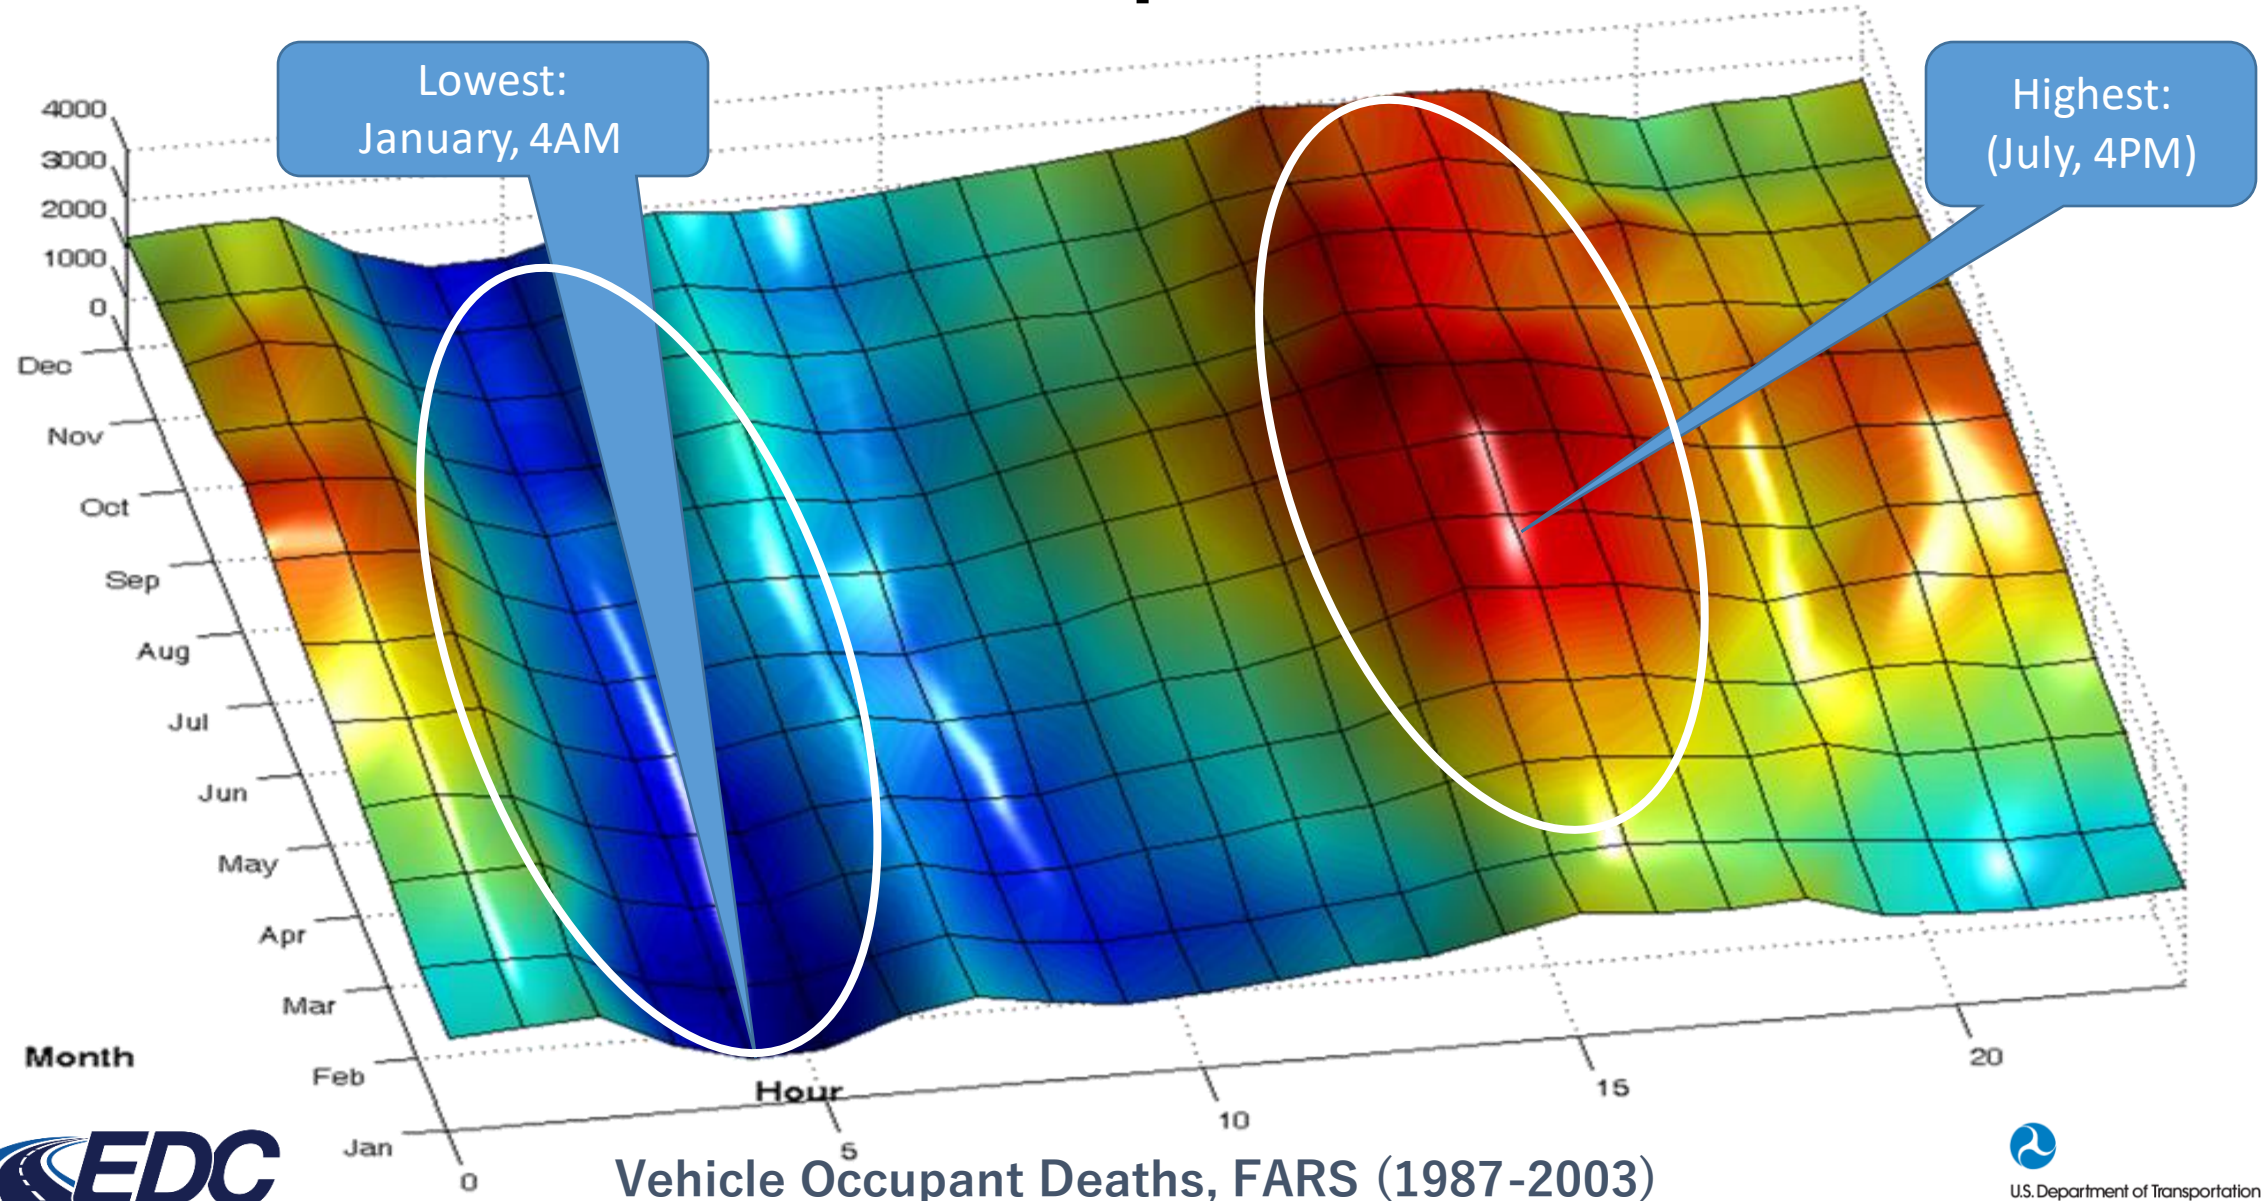 Lowest:
January, 4AM
Highest:
(July, 4PM)
4000
3000
2000
1000
0
Dec
Nov
Oct
Sep
Aug
Jul
Jun
May
Apr
Mar
Feb
Jan
Month
Hour
0
5
10
15
20
EDC
Vehicle Occupant Deaths, FARS (1987-2003)
U.S. Department of Transportation